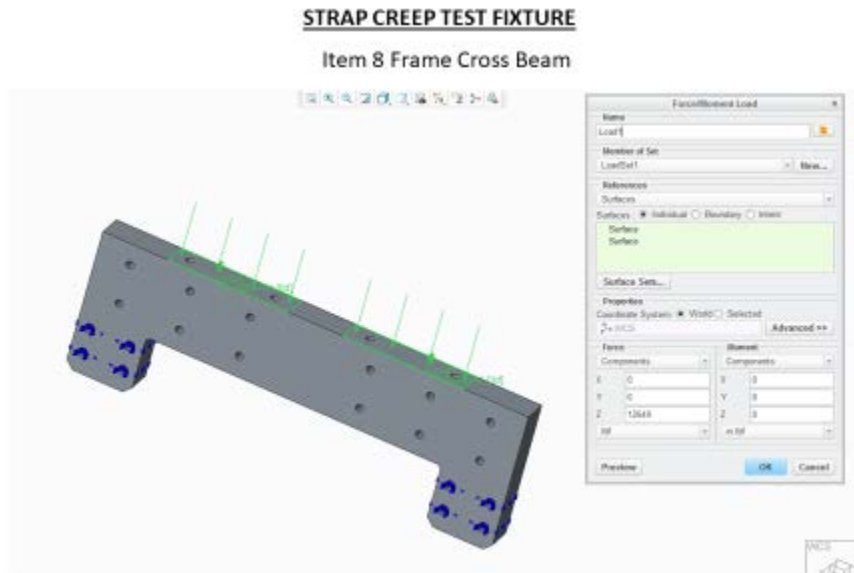 STRAP CREEP TEST FIXTURE
Item 8 Frame Cross Beam
Force/Moment Load
Name
Load1
Member of Set
LoadSet1 New...
References
Surfaces
Surfaces : Individual Boundary Intent
Surface
Surface
Surface Sets...
Properties
Coordinate System: World Selected
WCS Advanced >>
Force Moment
Components Components
X 0 X 0
Y 0 Y 0
Z Z 0
lbf in lbf
Preview OK Cancel
WCS